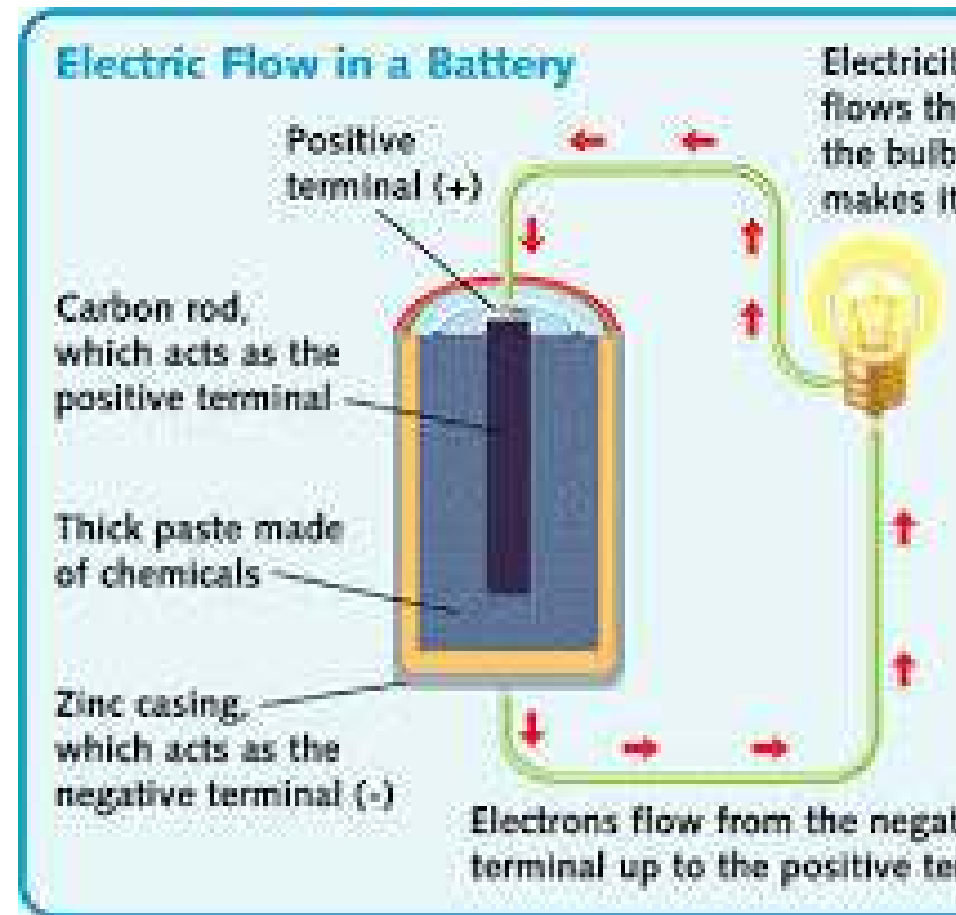 Electric Flow in a Battery
Electricit
flows th
the bulb
makes it
Positive
terminal (+)
Carbon rod,
which acts as the
positive terminal
Thick paste made
of chemicals
Zinc casing,
which acts as the
negative terminal (-)
Electrons flow from the negat
terminal up to the positive te